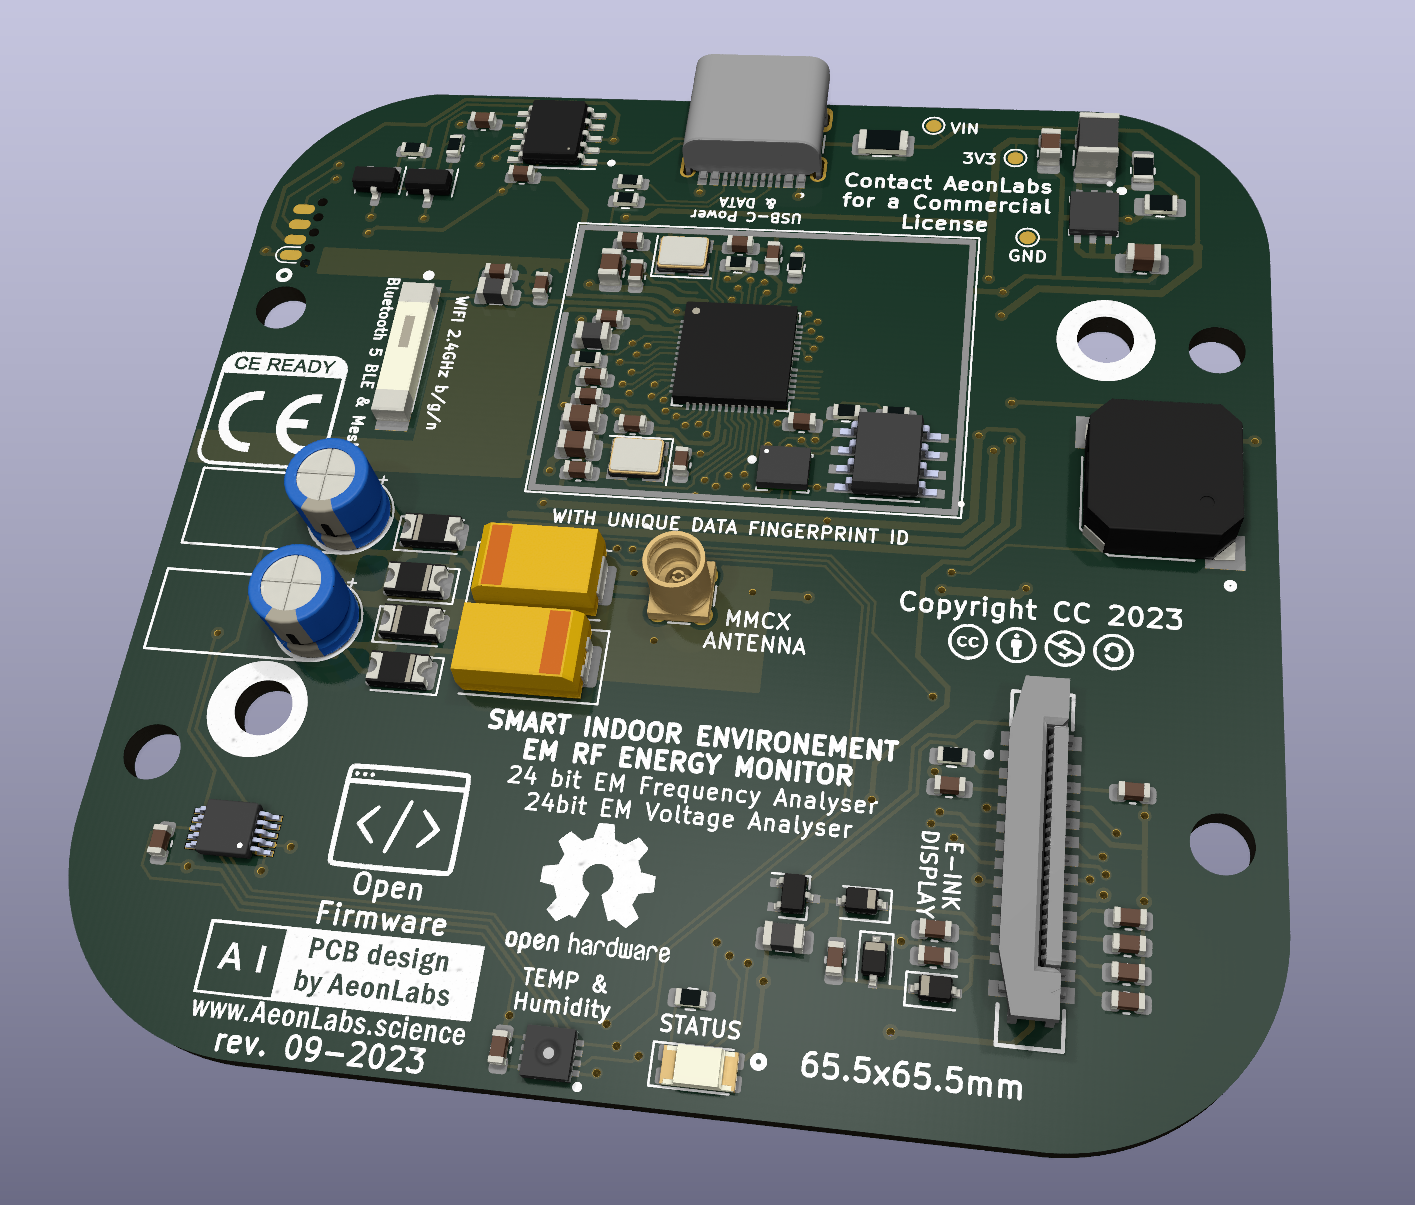 VIN
3V3
Contact AeonLabs
for a Commercial
License
GND
USB-C Power
& DATA
WIFI 2.4GHz b/g/n
Bluetooth 5 BLE &
CE READY
CE
+
+
WITH UNIQUE DATA FINGERPRINT ID
MMCX
ANTENNA
Copyright CC 2023
cc
SMART INDOOR ENVIRONEMENT
EM RF ENERGY MONITOR
24 bit EM Frequency Analyser
24bit EM Voltage Analyser
E-INK
DISPLAY
</>
Open
Firmware
open hardware
AI
PCB design
by AeonLabs
www.AeonLabs.science
rev. 09-2023
TEMP &
Humidity
STATUS
65.5x65.5mm